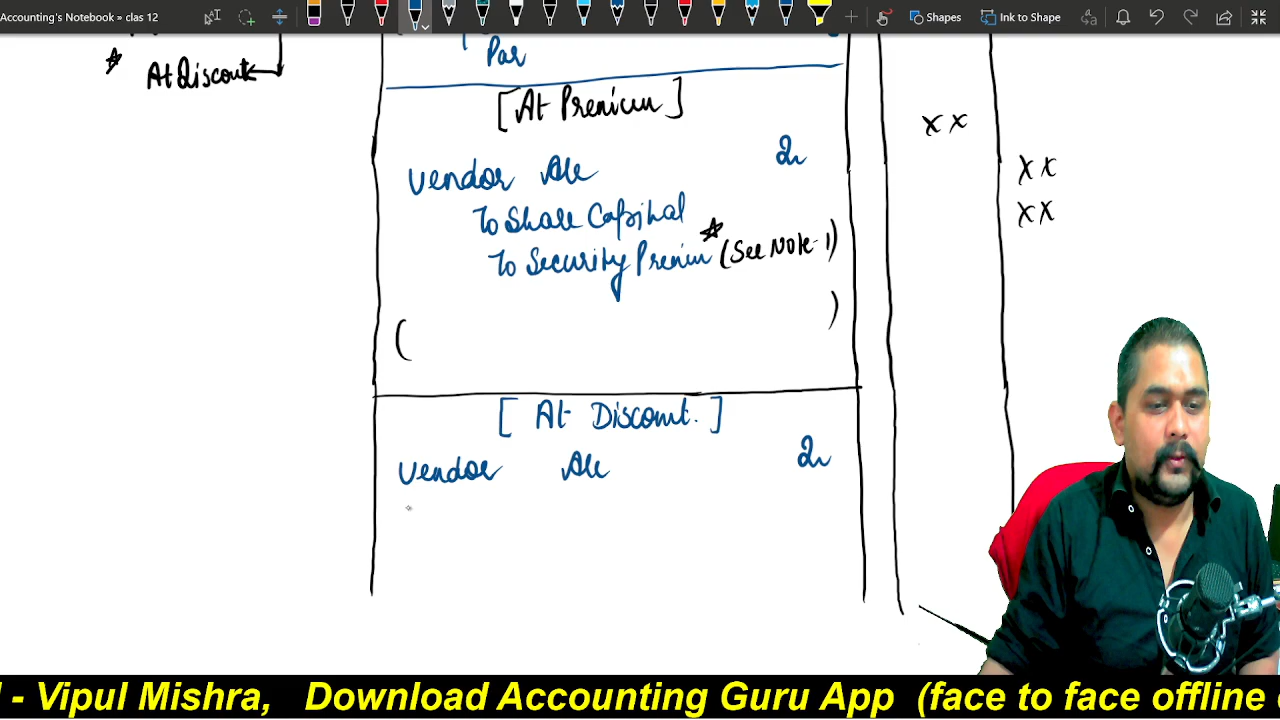 Accounting's Notebook » clas 12
Shapes
Ink to Shape
At Discount
Par
[At Premium]
Vendor A/c Dr
To Share Capital
To Security Premium (See Note-1)
( )
xx
xx
xx
[At Discount.]
Vendor A/c Dr
- Vipul Mishra, Download Accounting Guru App (face to face offline